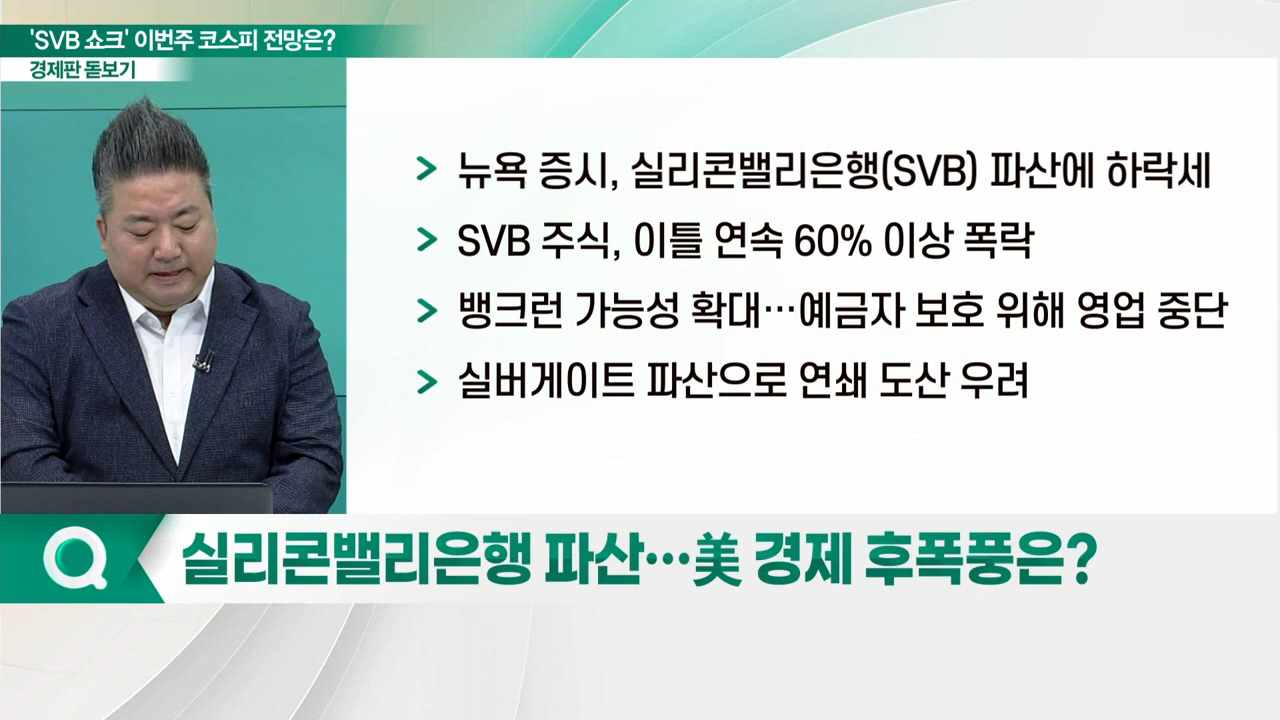 'SVB 쇼크' 이번주 코스피 전망은?
경제판 돋보기
> 뉴욕 증시, 실리콘밸리은행(SVB) 파산에 하락세
> SVB 주식, 이틀 연속 60% 이상 폭락
> 뱅크런 가능성 확대…예금자 보호 위해 영업 중단
> 실버게이트 파산으로 연쇄 도산 우려
Q 실리콘밸리은행 파산…美 경제 후폭풍은?